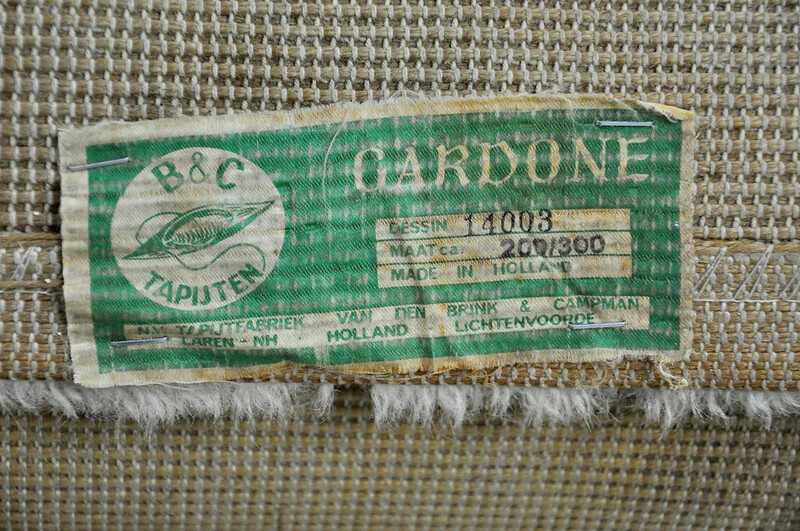 B & C
TAPIJTEN
GARDONE
DESSIN 14003
MAAT ca. 200/300
MADE IN HOLLAND
N.V. TAPIJTFABRIEK VAN DEN BRINK & CAMPMAN
LAREN - NH HOLLAND LICHTENVOORDE